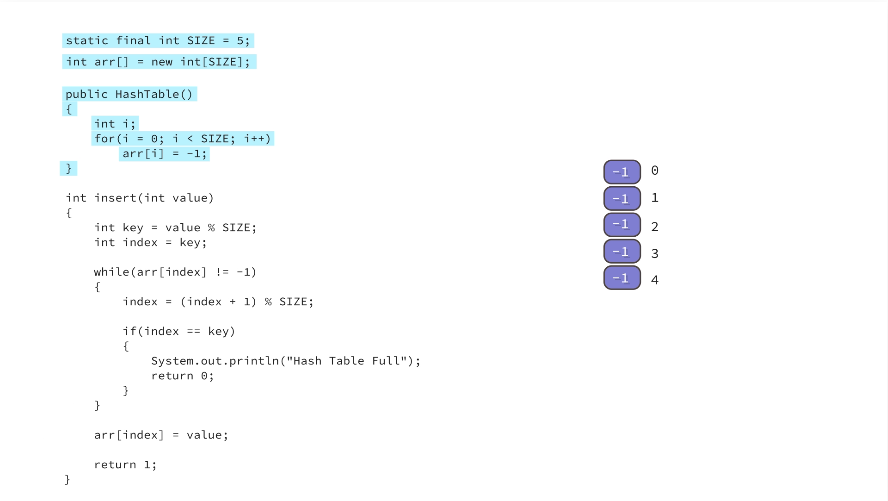 static final int SIZE = 5;
int arr[] = new int[SIZE];
public HashTable()
{
int i;
for(i = 0; i < SIZE; i++)
arr[i] = -1;
}
int insert(int value)
{
int key = value % SIZE;
int index = key;
while(arr[index] != -1)
{
index = (index + 1) % SIZE;
if(index == key)
{
System.out.println("Hash Table Full");
return 0;
}
}
arr[index] = value;
return 1;
}
-1 0
-1 1
-1 2
-1 3
-1 4